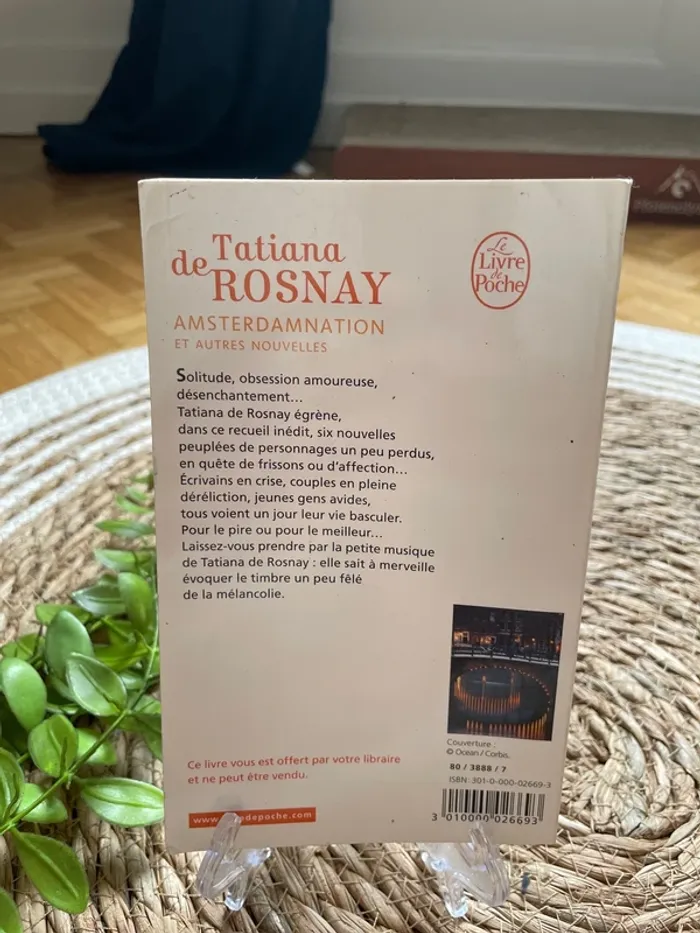 Tatiana
de ROSNAY
Le
Livre
de
Poche
AMSTERDAMNATION
ET AUTRES NOUVELLES
Solitude, obsession amoureuse,
désenchantement...
Tatiana de Rosnay égrène,
dans ce recueil inédit, six nouvelles
peuplées de personnages un peu perdus,
en quête de frissons ou d'affection...
Écrivains en crise, couples en pleine
déréliction, jeunes gens avides,
tous voient un jour leur vie basculer.
Pour le pire ou pour le meilleur...
Laissez-vous prendre par la petite musique
de Tatiana de Rosnay : elle sait à merveille
évoquer le timbre un peu fêlé
de la mélancolie.
Couverture :
© Ocean / Corbis.
80 / 3888 / 7
ISBN : 301-0-000-02669-3
3 010000 026693
Ce livre vous est offert par votre libraire
et ne peut être vendu.